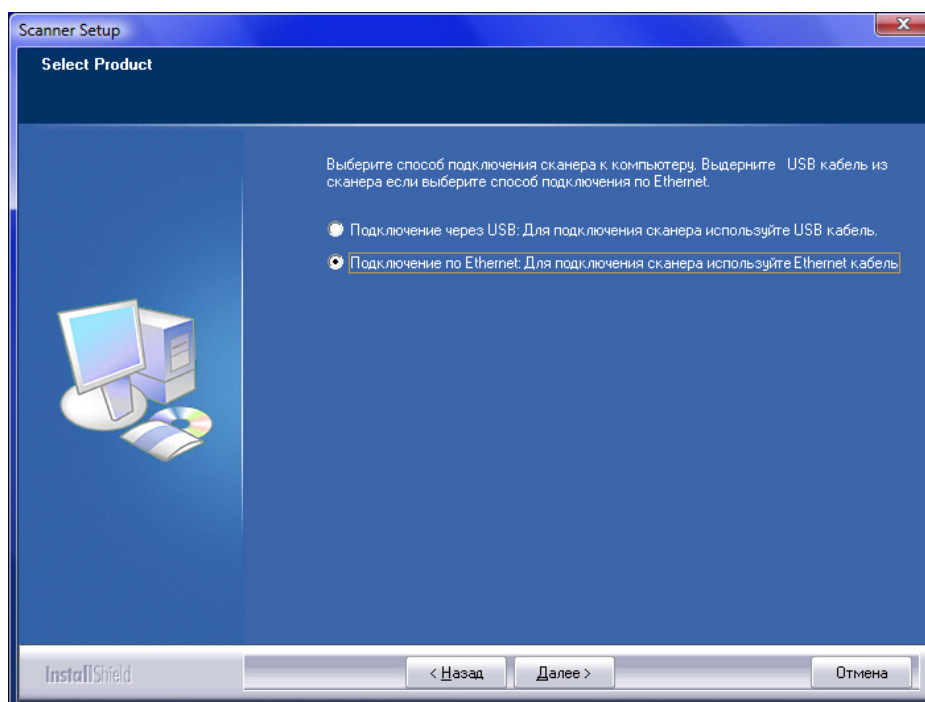 Scanner Setup
Select Product
Выберите способ подключения сканера к компьютеру. Выдерните USB кабель из
сканера если выберите способ подключения по Ethernet.
Подключение через USB: Для подключения сканера используйте USB кабель.
Подключение по Ethernet: Для подключения сканера используйте Ethernet кабель
InstallShield
< Назад
Далее >
Отмена